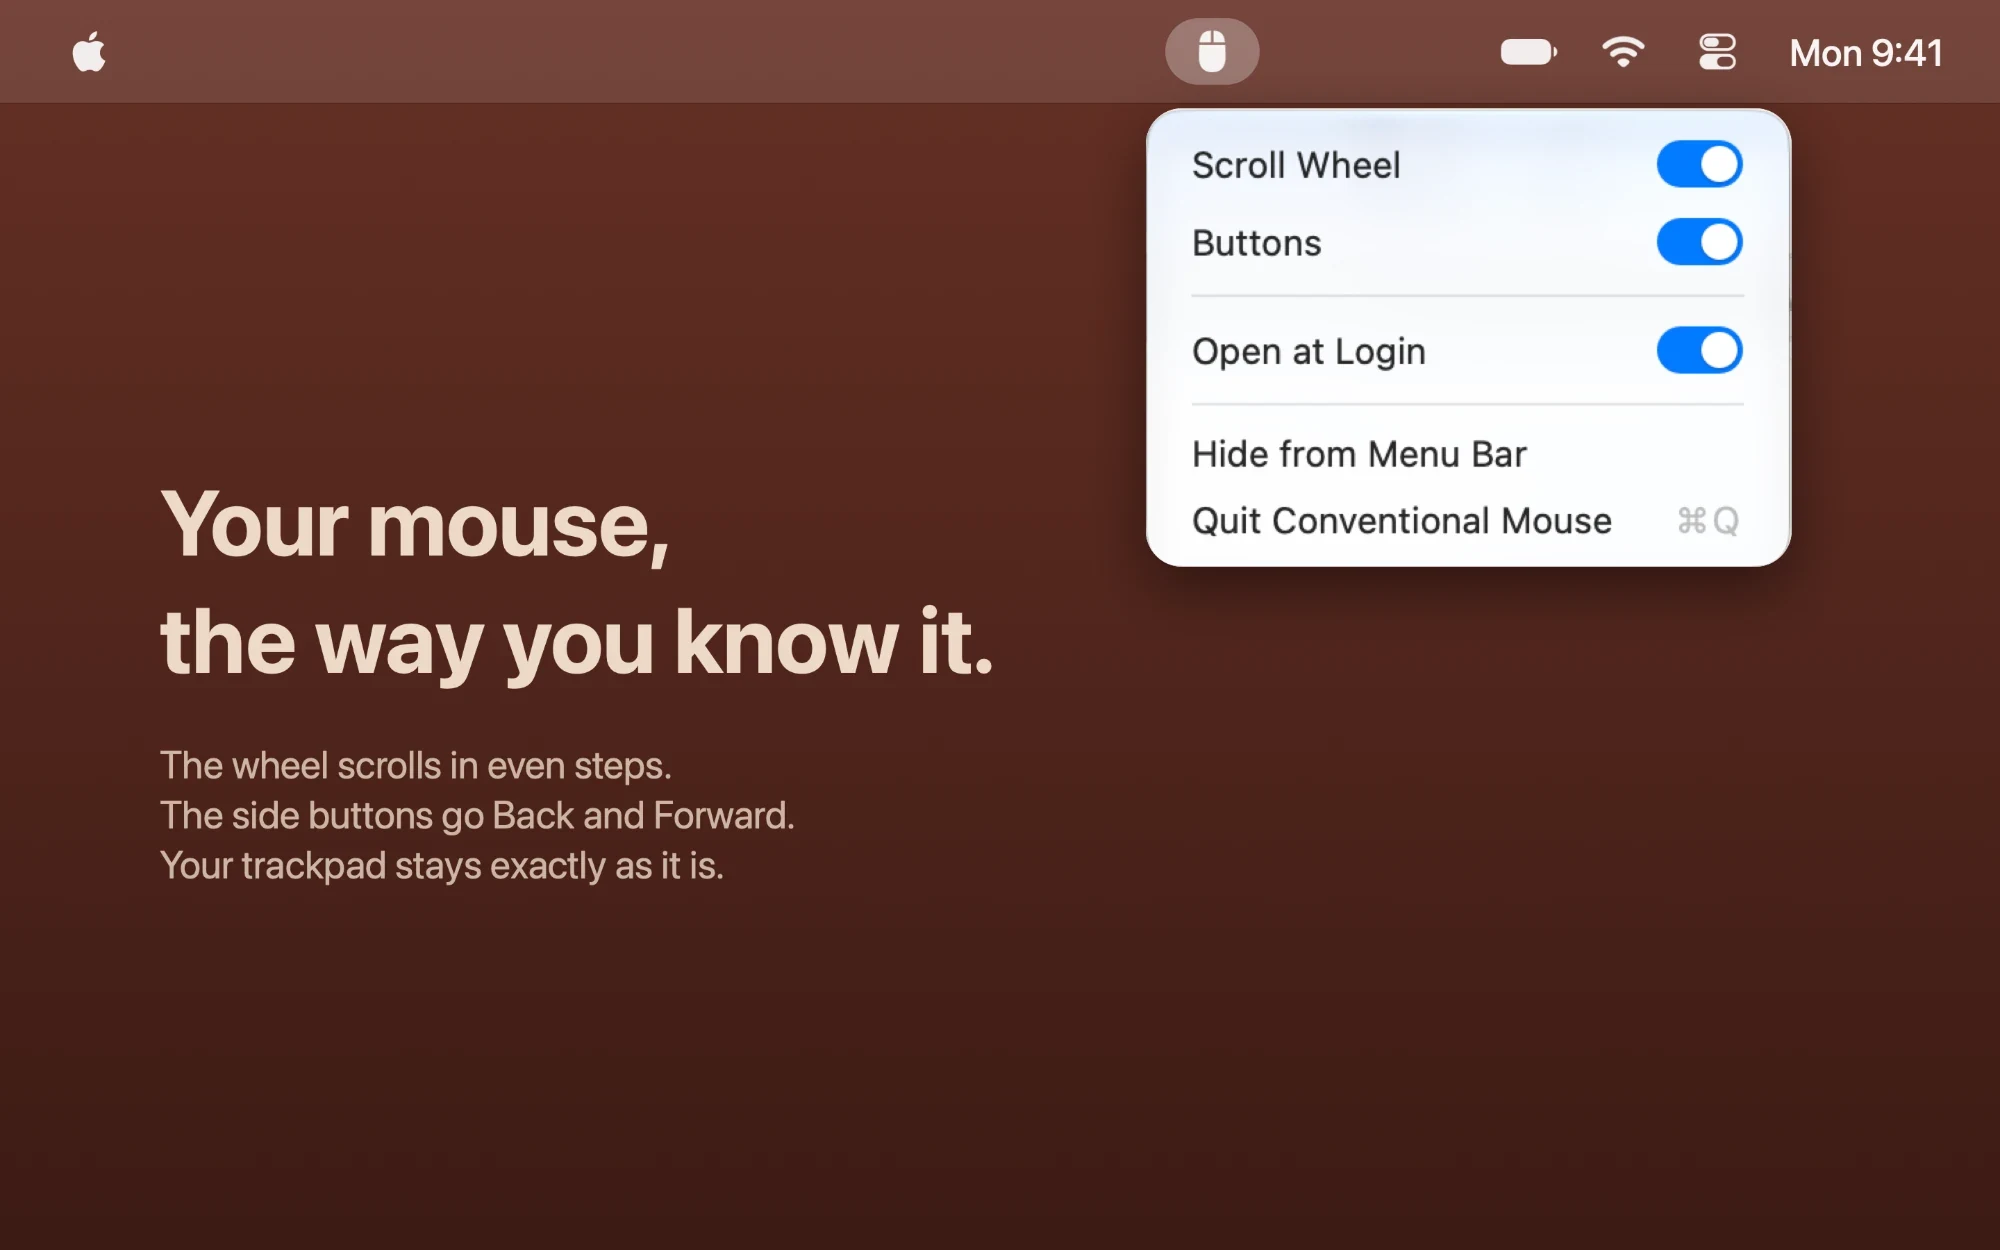 Mon 9:41
Scroll Wheel
Buttons
Open at Login
Hide from Menu Bar
Quit Conventional Mouse ⌘Q
Your mouse,
the way you know it.
The wheel scrolls in even steps.
The side buttons go Back and Forward.
Your trackpad stays exactly as it is.